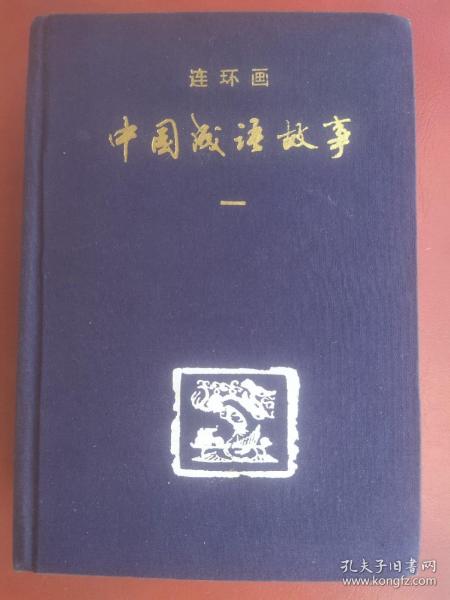 连环画
中国成语故事
一
孔夫子旧书网
www.kongfz.com